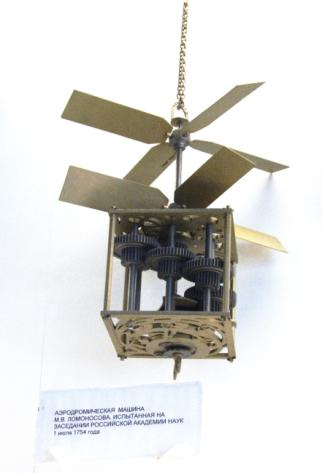 АЭРОДРОМИЧЕСКАЯ МАШИНА
М.В. ЛОМОНОСОВА, ИСПЫТАННАЯ НА
ЗАСЕДАНИИ РОССИЙСКОЙ АКАДЕМИИ НАУК
1 июля 1754 года